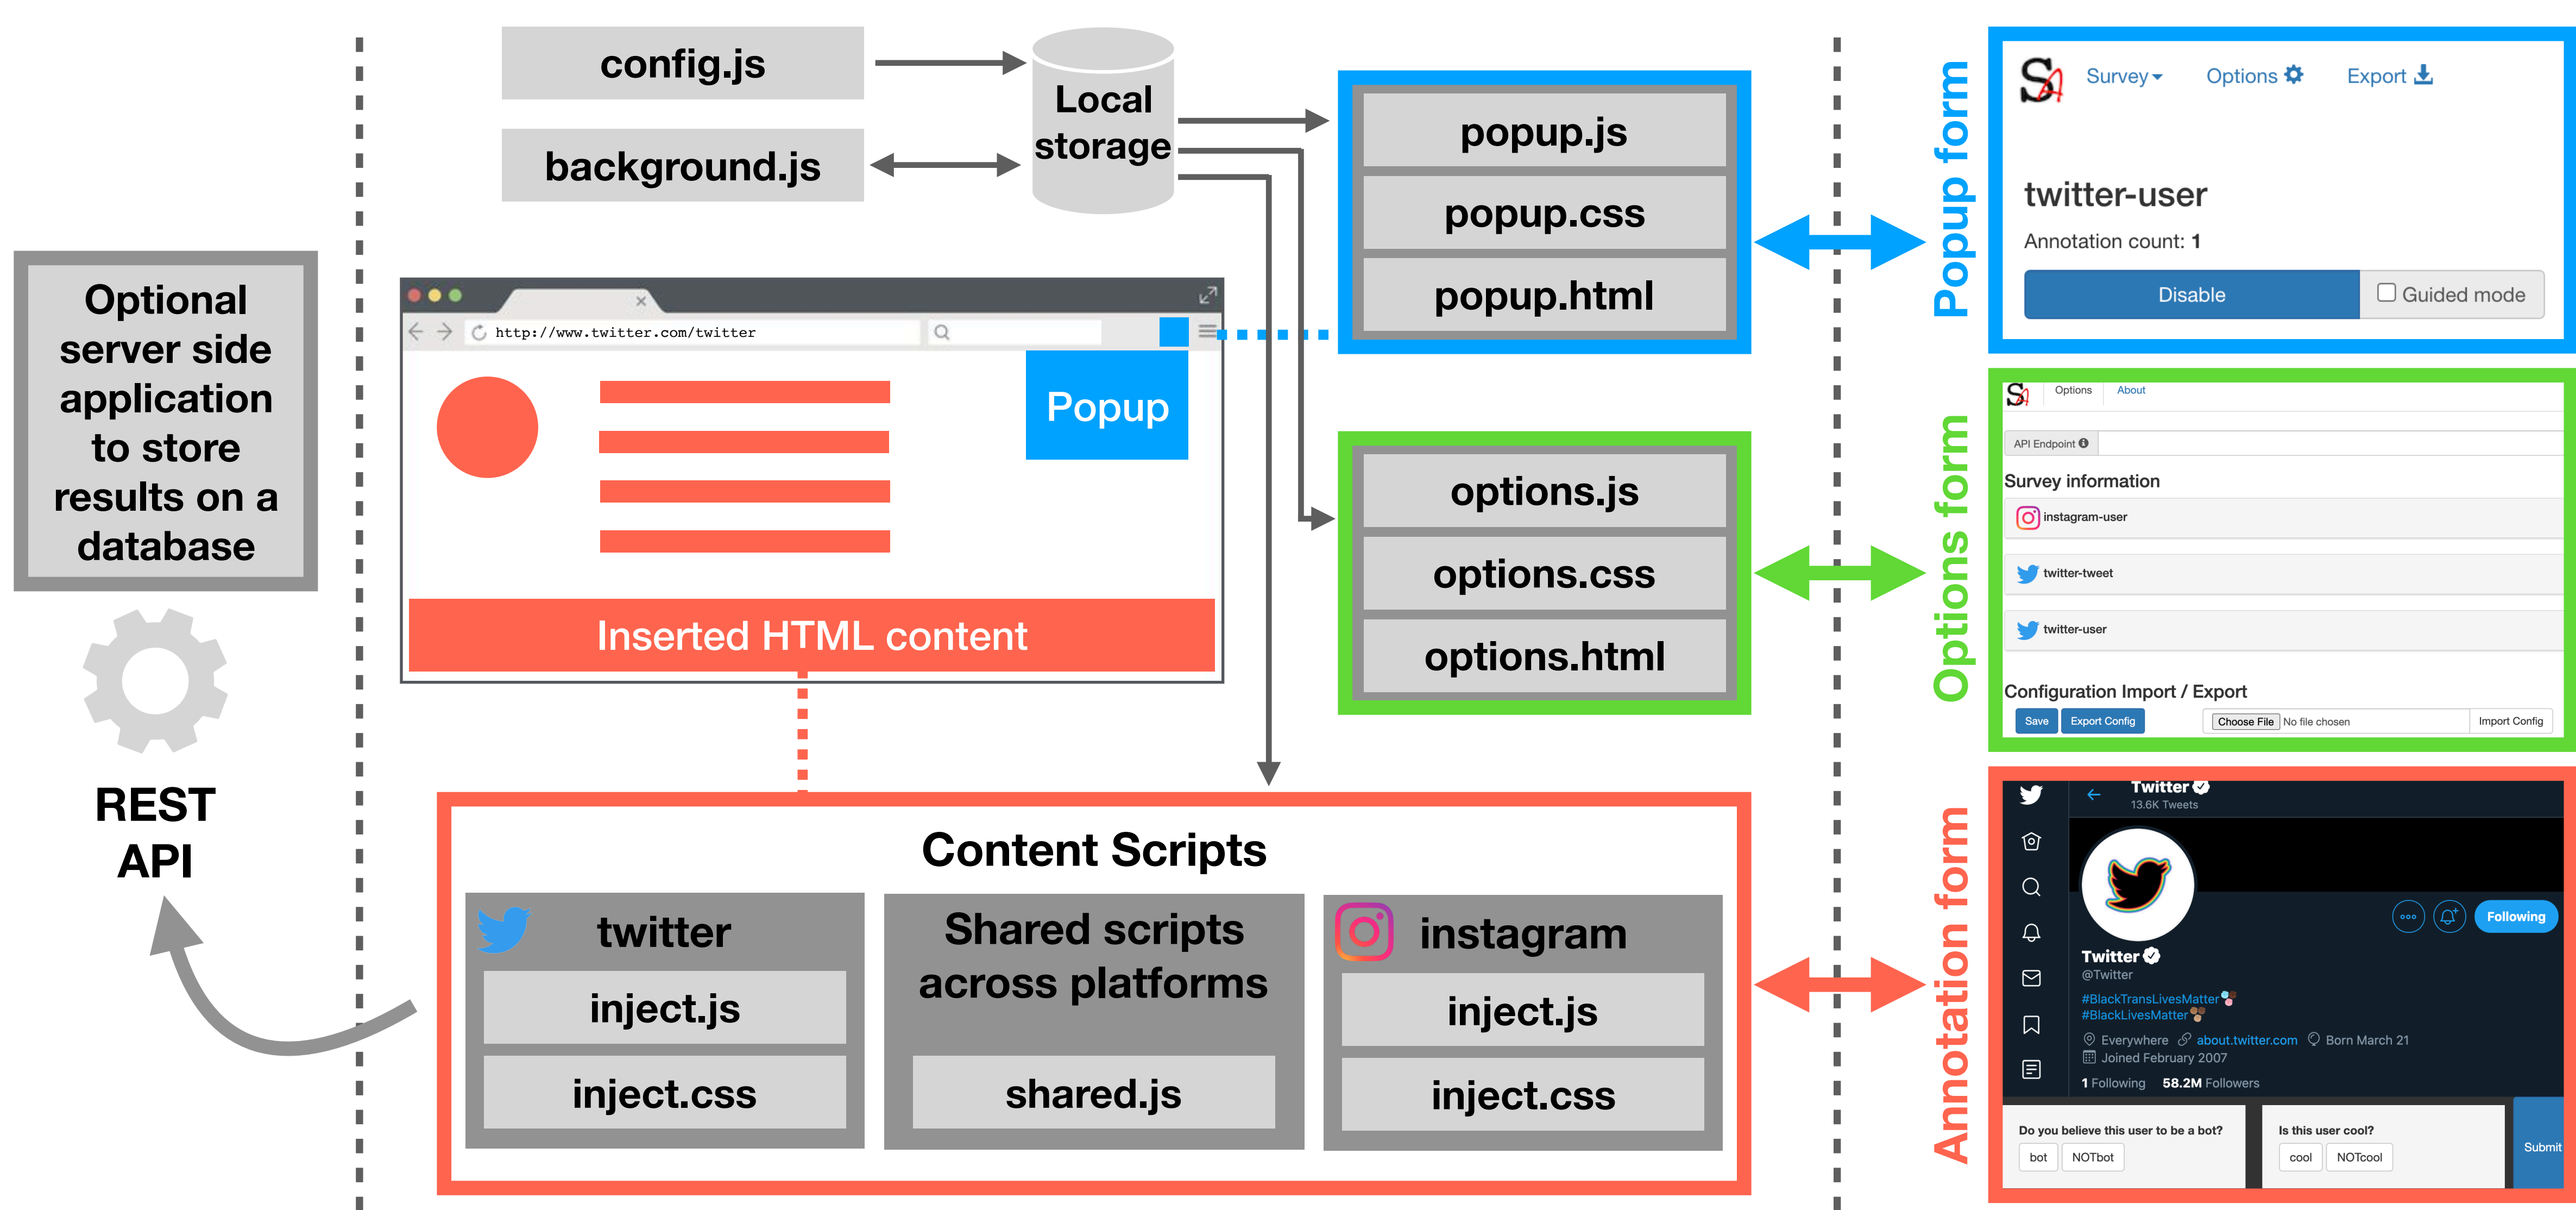 Optional
server side
application
to store
results on a
database
REST
API
config.js
background.js
Local
storage
http://www.twitter.com/twitter
Popup
Inserted HTML content
popup.js
popup.css
popup.html
options.js
options.css
options.html
Content Scripts
twitter
inject.js
inject.css
Shared scripts
across platforms
shared.js
instagram
inject.js
inject.css
Popup form
SA
Survey
Options
Export
twitter-user
Annotation count: 1
Disable
Guided mode
Options form
SA
Options
About
API Endpoint
Survey information
instagram-user
twitter-tweet
twitter-user
Configuration Import / Export
Save
Export Config
Choose File No file chosen
Import Config
Annotation form
Twitter
13.6K Tweets
Following
Twitter
@Twitter
#BlackTransLivesMatter
#BlackLivesMatter
Everywhere about.twitter.com Born March 21
Joined February 2007
1 Following 58.2M Followers
Do you believe this user to be a bot?
bot NOTbot
Is this user cool?
cool NOTcool
Submit